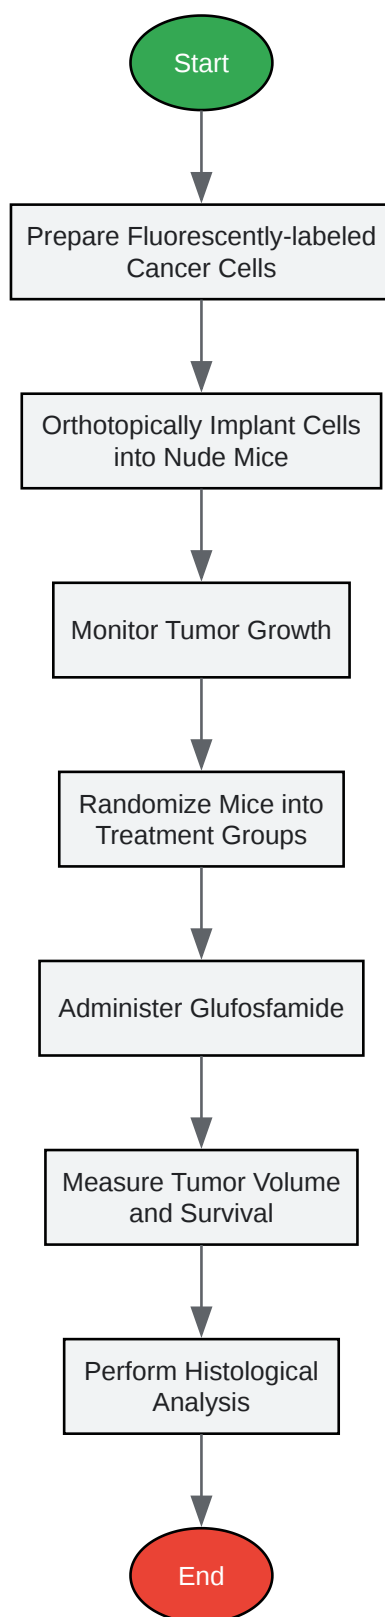 Start
Prepare Fluorescently-labeled
Cancer Cells
Orthotopically Implant Cells
into Nude Mice
Monitor Tumor Growth
Randomize Mice into
Treatment Groups
Administer Glufosfamide
Measure Tumor Volume
and Survival
Perform Histological
Analysis
End